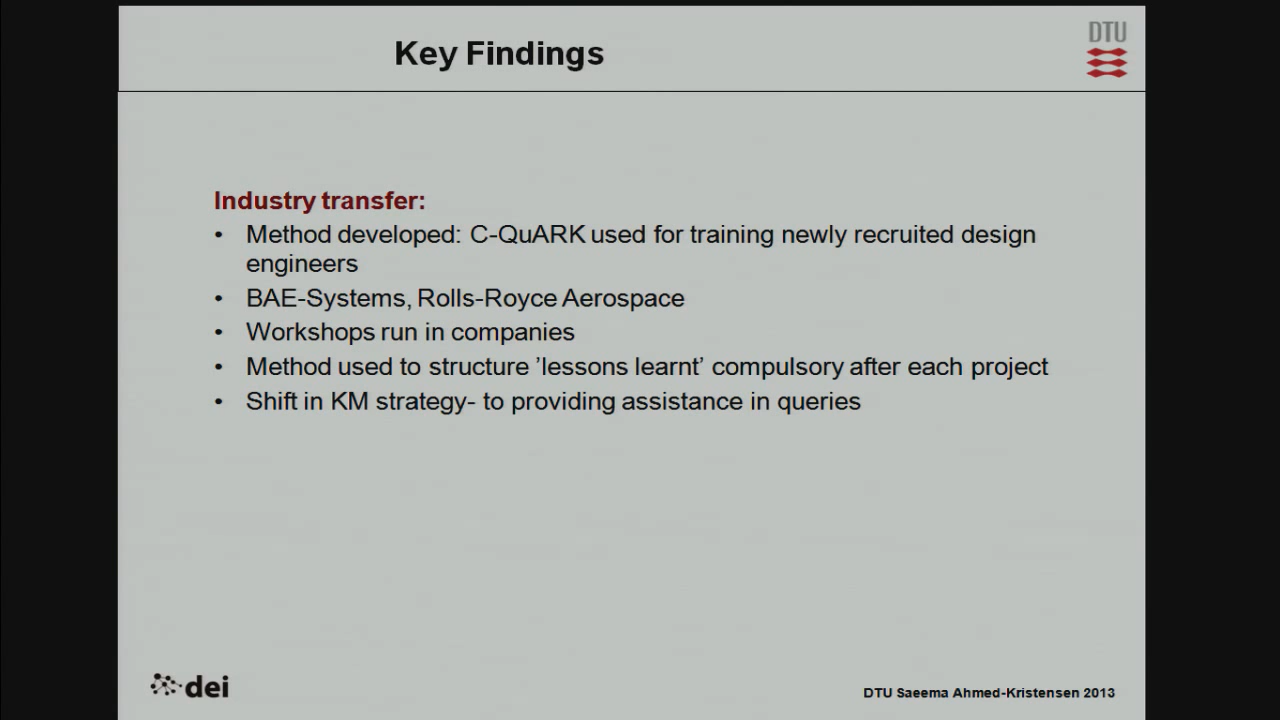 Key Findings
DTU
Industry transfer:
• Method developed: C-QuARK used for training newly recruited design
engineers
• BAE-Systems, Rolls-Royce Aerospace
• Workshops run in companies
• Method used to structure ’lessons learnt’ compulsory after each project
• Shift in KM strategy- to providing assistance in queries
dei
DTU Saeema Ahmed-Kristensen 2013